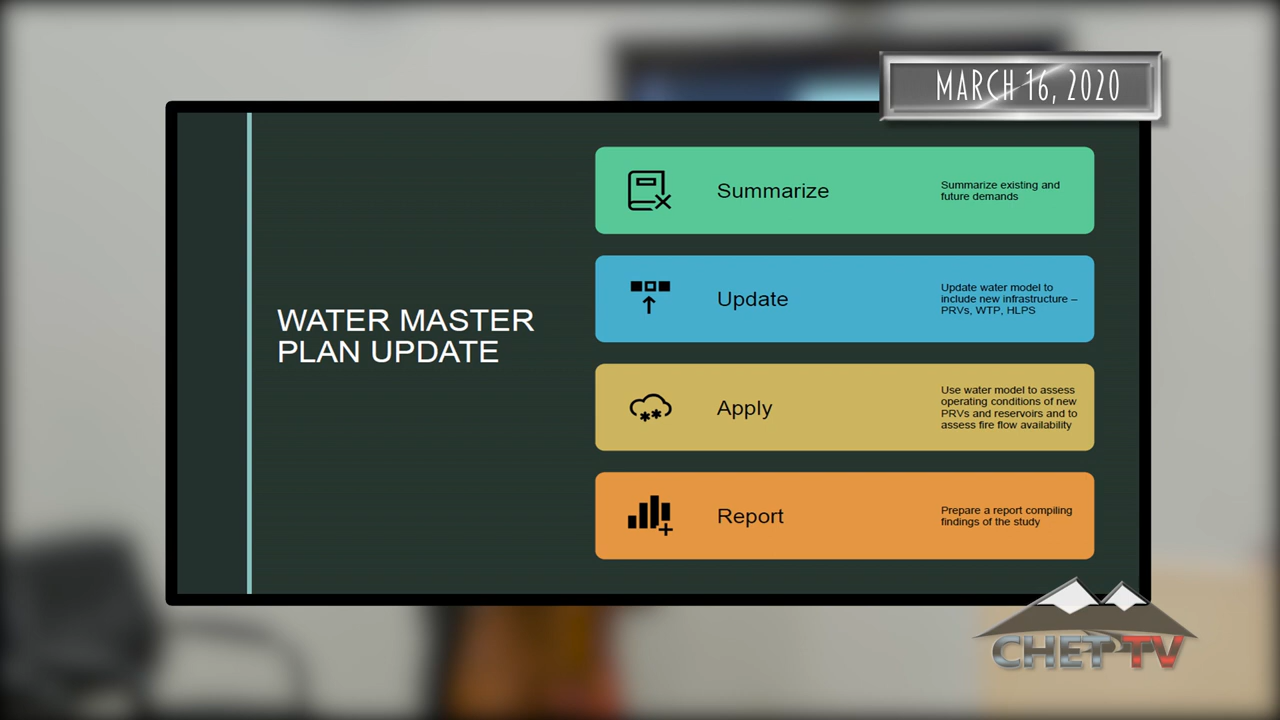 MARCH 16, 2020
WATER MASTER
PLAN UPDATE
Summarize
Summarize existing and
future demands
Update
Update water model to
include new infrastructure –
PRVs, WTP, HLPS
Apply
Use water model to assess
operating conditions of new
PRVs and reservoirs and to
assess fire flow availability
Report
Prepare a report compiling
findings of the study
CHET TV